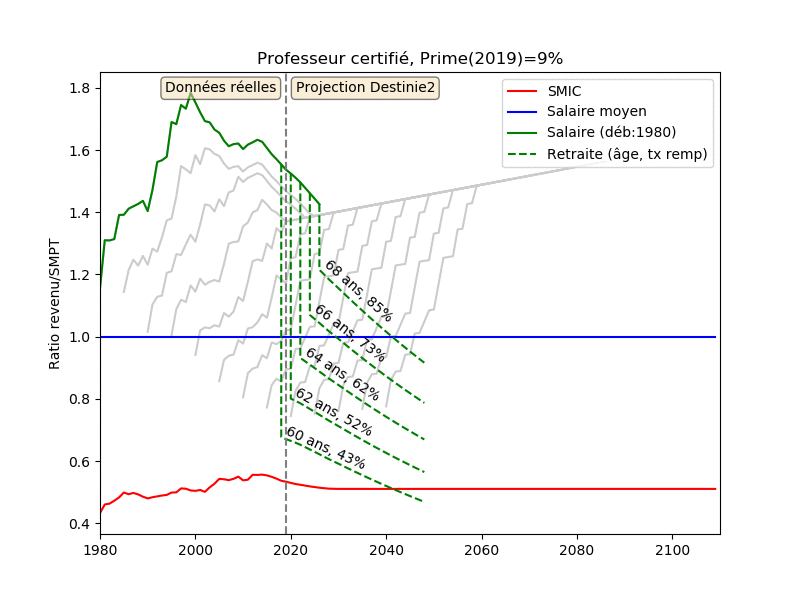 Professeur certifié, Prime(2019)=9%
Données réelles
Projection Destinie2
SMIC
Salaire moyen
Salaire (déb:1980)
Retraite (âge, tx remp)
Ratio revenu/SMPT
1.8
1.6
1.4
1.2
1.0
0.8
0.6
0.4
68 ans, 85%
66 ans, 73%
64 ans, 62%
62 ans, 52%
60 ans, 43%
1980
2000
2020
2040
2060
2080
2100